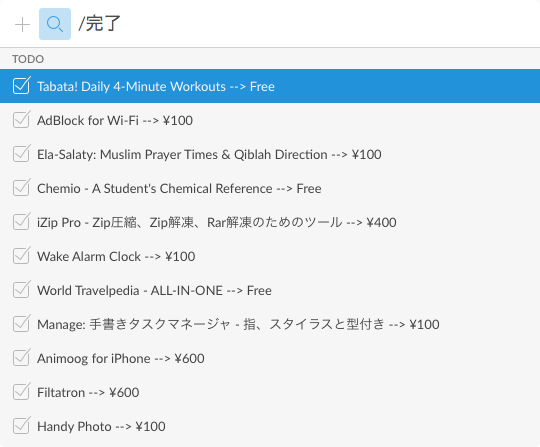 /完了
TODO
Tabata! Daily 4-Minute Workouts --> Free
AdBlock for Wi-Fi --> ¥100
Ela-Salaty: Muslim Prayer Times & Qiblah Direction --> ¥100
Chemio - A Student's Chemical Reference --> Free
iZip Pro - Zip圧縮、Zip解凍、Rar解凍のためのツール --> ¥400
Wake Alarm Clock --> ¥100
World Travelpedia - ALL-IN-ONE --> Free
Manage: 手書きタスクマネージャ - 指、スタイラスと型付き --> ¥100
Animoog for iPhone --> ¥600
Filtatron --> ¥600
Handy Photo --> ¥100